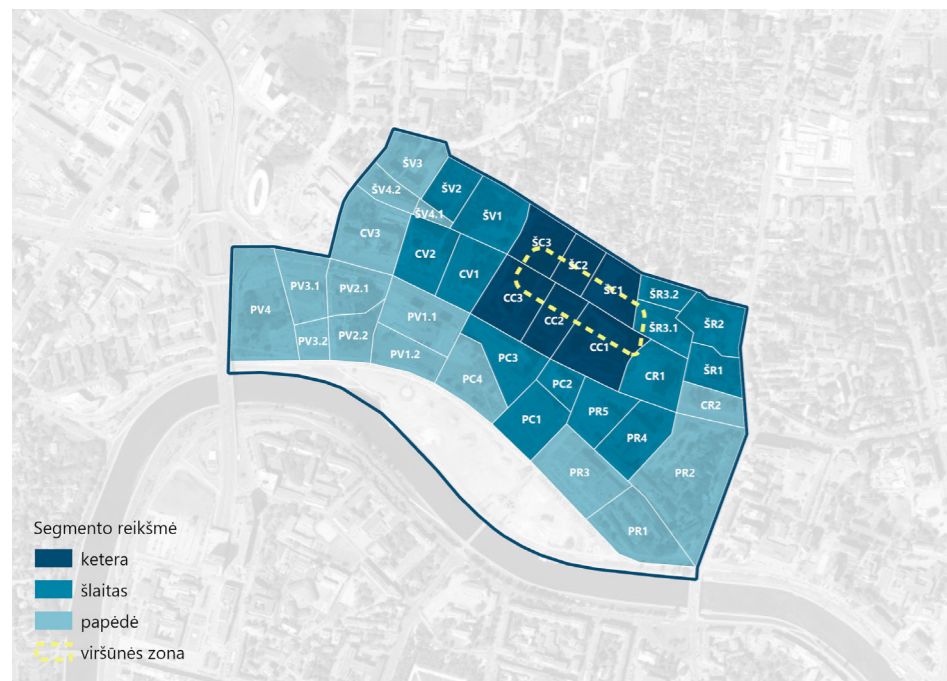 ŠV3
ŠV4.2
ŠV2
ŠV4.1
ŠV1
CV3
ŠC3
CV2
ŠC2
CV1
PV3.1
PV2.1
ŠC1
ŠR3.2
PV4
CC3
PV1.1
CC2
ŠR3.1
ŠR2
PV3.2
PV2.2
CC1
PV1.2
PC3
ŠR1
PC4
PC2
CR1
CR2
PC1
PR5
PR4
PR3
PR2
PR1
Segmento reikšmė
ketera
šlaitas
papėdė
viršūnės zona